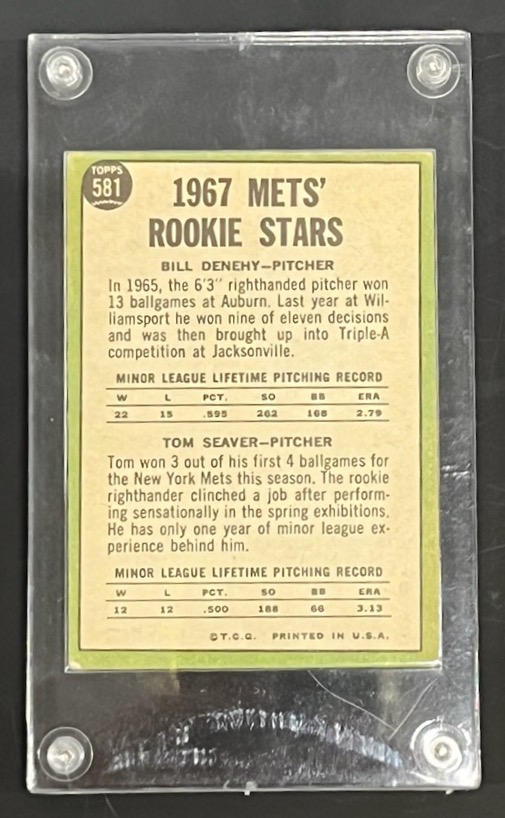 TOPPS
581
1967 METS'
ROOKIE STARS
BILL DENEHY—PITCHER
In 1965, the 6'3" righthanded pitcher won
13 ballgames at Auburn. Last year at Wil-
liamsport he won nine of eleven decisions
and was then brought up into Triple-A
competition at Jacksonville.
MINOR LEAGUE LIFETIME PITCHING RECORD
W L PCT. SO BB ERA
22 15 .595 262 168 2.79
TOM SEAVER—PITCHER
Tom won 3 out of his first 4 ballgames for
the New York Mets this season. The rookie
righthander clinched a job after perform-
ing sensationally in the spring exhibitions.
He has only one year of minor league ex-
perience behind him.
MINOR LEAGUE LIFETIME PITCHING RECORD
W L PCT. SO BB ERA
12 12 .500 188 66 3.13
©T.C.G. PRINTED IN U.S.A.